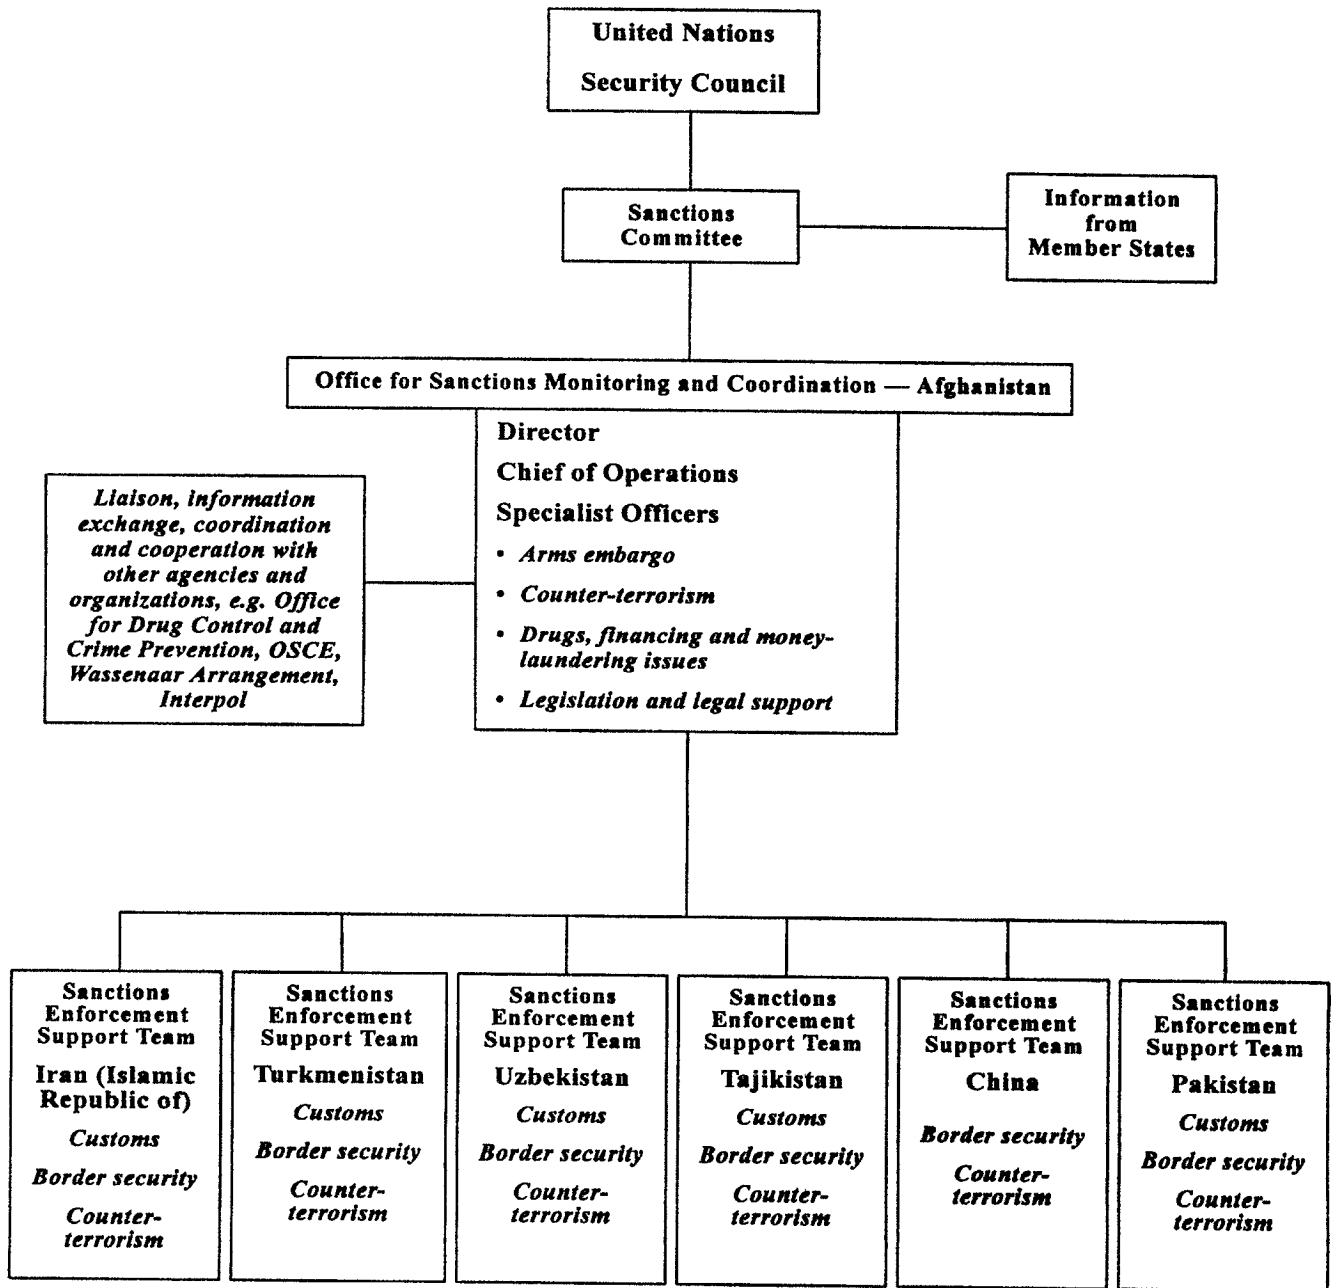 United Nations
Security Council
Sanctions
Committee
Information
from
Member States
Office for Sanctions Monitoring and Coordination — Afghanistan
Director
Chief of Operations
Specialist Officers
• Arms embargo
• Counter-terrorism
• Drugs, financing and money-
laundering issues
• Legislation and legal support
Liaison, information
exchange, coordination
and cooperation with
other agencies and
organizations, e.g. Office
for Drug Control and
Crime Prevention, OSCE,
Wassenaar Arrangement,
Interpol
Sanctions
Enforcement
Support Team
Iran (Islamic
Republic of)
Customs
Border security
Counter-
terrorism
Sanctions
Enforcement
Support Team
Turkmenistan
Customs
Border security
Counter-
terrorism
Sanctions
Enforcement
Support Team
Uzbekistan
Customs
Border security
Counter-
terrorism
Sanctions
Enforcement
Support Team
Tajikistan
Customs
Border security
Counter-
terrorism
Sanctions
Enforcement
Support Team
China
Border security
Counter-
terrorism
Sanctions
Enforcement
Support Team
Pakistan
Customs
Border security
Counter-
terrorism